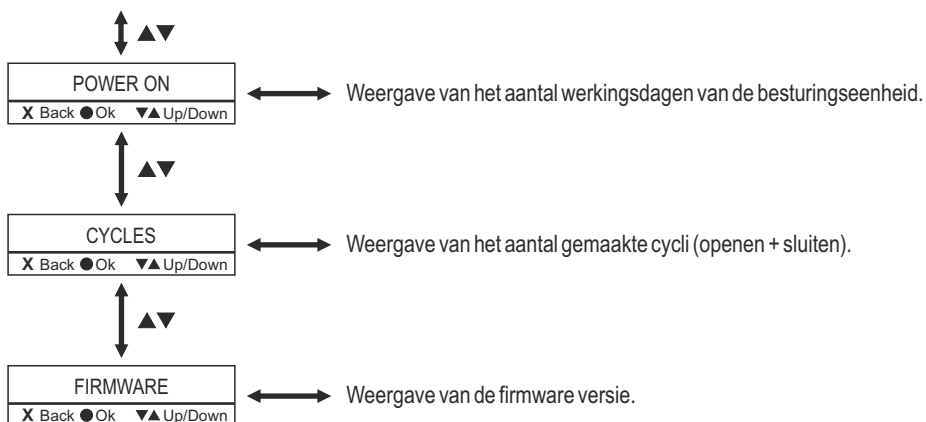 ▲▼
POWER ON
X Back ●Ok ▼▲Up/Down
Weergave van het aantal werkingsdagen van de besturingseenheid.
▲▼
CYCLES
X Back ●Ok ▼▲Up/Down
Weergave van het aantal gemaakte cycli (openen + sluiten).
▲▼
FIRMWARE
X Back ●Ok ▼▲Up/Down
Weergave van de firmware versie.